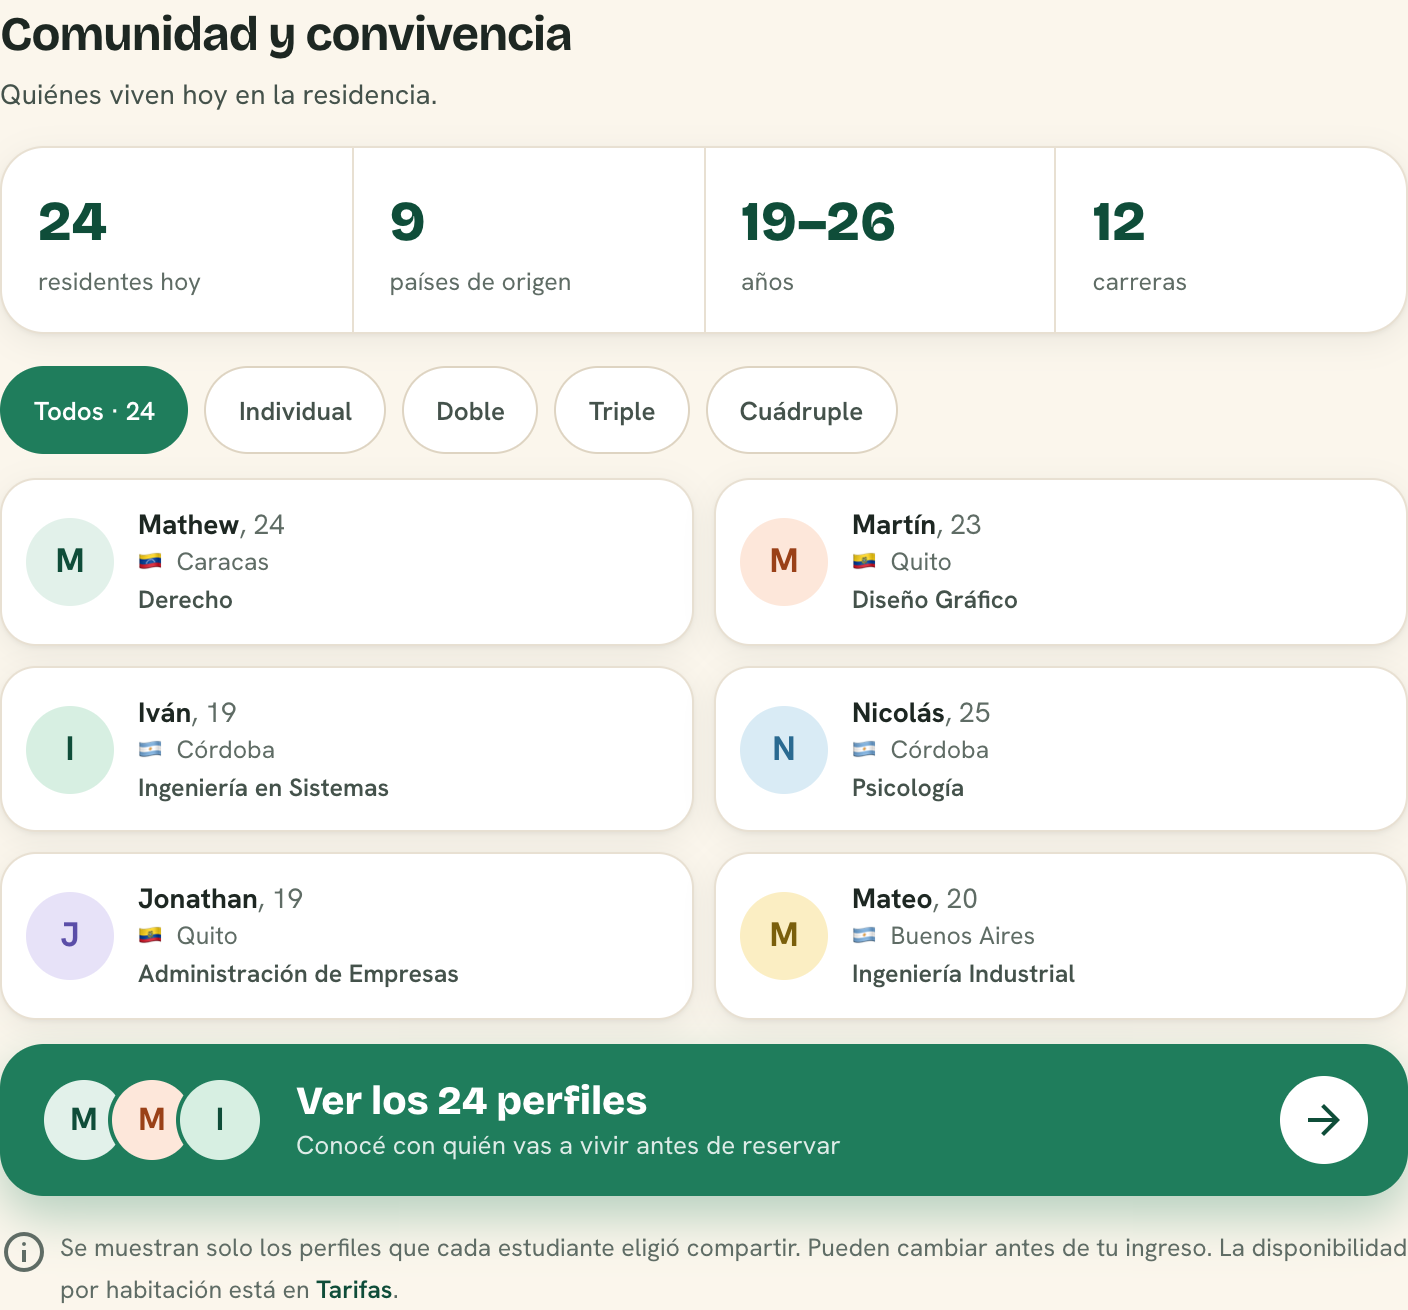 Comunidad y convivencia
Quiénes viven hoy en la residencia.
24
residentes hoy
9
países de origen
19–26
años
12
carreras
Todos · 24
Individual
Doble
Triple
Cuádruple
M
Mathew, 24
Caracas
Derecho
M
Martín, 23
Quito
Diseño Gráfico
I
Iván, 19
Córdoba
Ingeniería en Sistemas
N
Nicolás, 25
Córdoba
Psicología
J
Jonathan, 19
Quito
Administración de Empresas
M
Mateo, 20
Buenos Aires
Ingeniería Industrial
M
M
I
Ver los 24 perfiles
Conocé con quién vas a vivir antes de reservar
Se muestran solo los perfiles que cada estudiante eligió compartir. Pueden cambiar antes de tu ingreso. La disponibilidad
por habitación está en Tarifas.